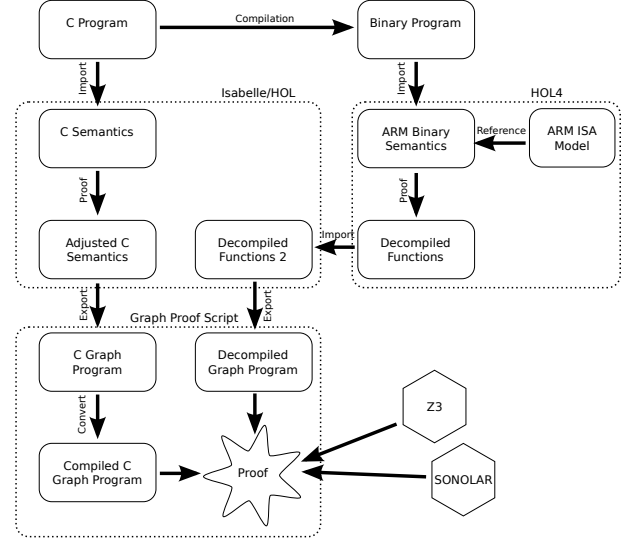 C Program
Compilation
Binary Program
Import
Import
Isabelle/HOL
HOL4
C Semantics
ARM Binary
Semantics
Reference
ARM ISA
Model
Proof
Proof
Adjusted C
Semantics
Decompiled
Functions 2
Import
Decompiled
Functions
Export
Export
Graph Proof Script
C Graph
Program
Decompiled
Graph Program
Convert
Z3
Compiled C
Graph Program
Proof
SONOLAR